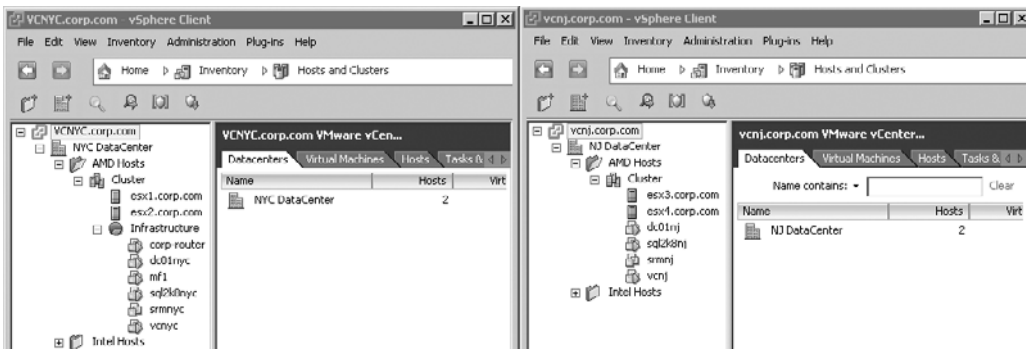 VCNYC.corp.com - vSphere Client
File Edit View Inventory Administration Plug-ins Help
Home Inventory Hosts and Clusters
VCNYC.corp.com
NYC DataCenter
AMD Hosts
Cluster
esx1.corp.com
esx2.corp.com
Infrastructure
corp-router
dc01nyc
mf1
sql2k8nyc
srmnyc
vcnyc
Intel Hosts
VCNYC.corp.com VMware vCen...
Datacenters Virtual Machines Hosts Tasks &
Name Hosts Virt
NYC DataCenter 2
vcnj.corp.com - vSphere Client
File Edit View Inventory Administration Plug-ins Help
Home Inventory Hosts and Clusters
vcnj.corp.com
NJ DataCenter
AMD Hosts
Cluster
esx3.corp.com
esx4.corp.com
dc01nj
sql2k8nj
srmnj
vcnj
Intel Hosts
vcnj.corp.com VMware vCenter...
Datacenters Virtual Machines Hosts Tasks &
Name contains: Clear
Name Hosts Virt
NJ DataCenter 2